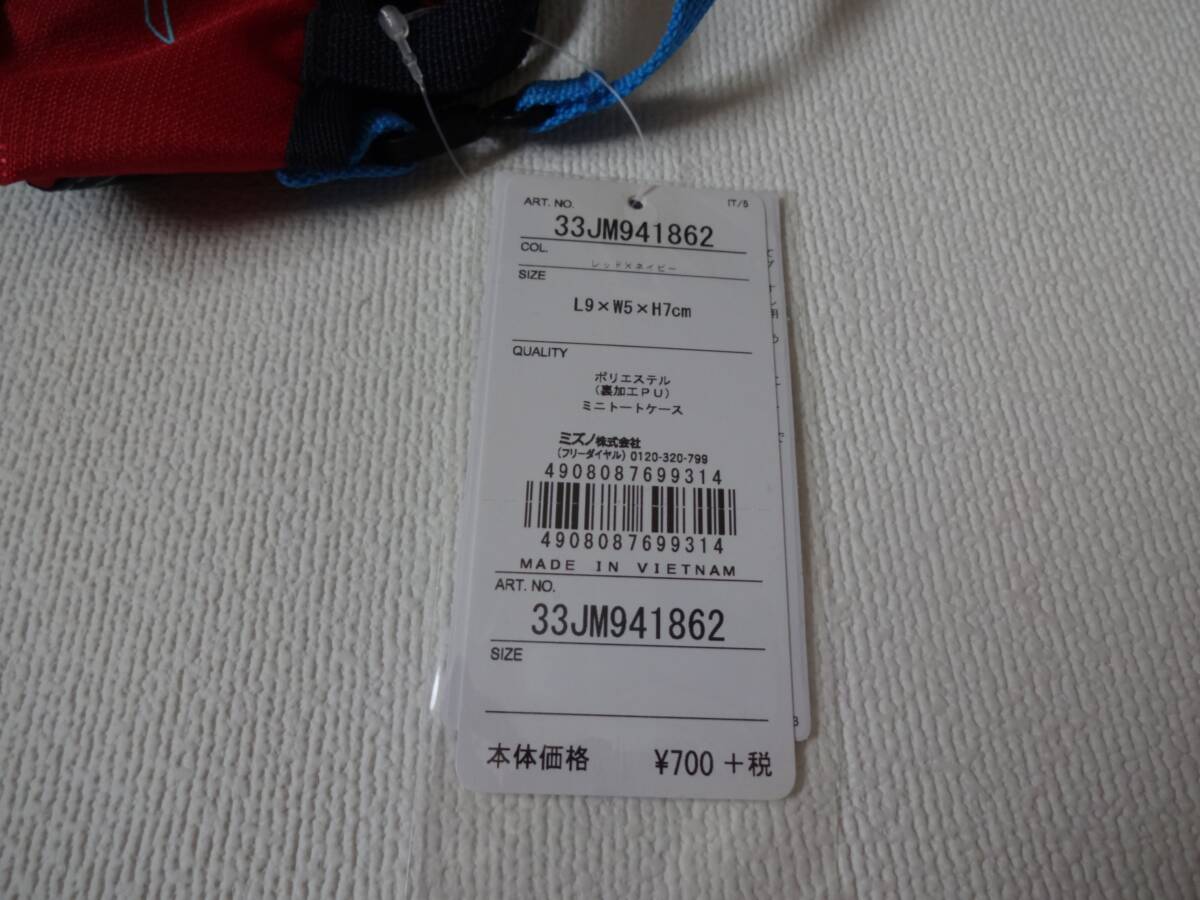 ART. NO.
IT/5
33JM941862
COL.
レッド×ネイビー
SIZE
L9×W5×H7cm
QUALITY
ポリエステル
(裏加工PU)
ミニトートケース
ミズノ株式会社
(フリーダイヤル) 0120-320-799
4908087699314
4908087699314
MADE IN VIETNAM
ART. NO.
33JM941862
SIZE
本体価格 ¥700 +税